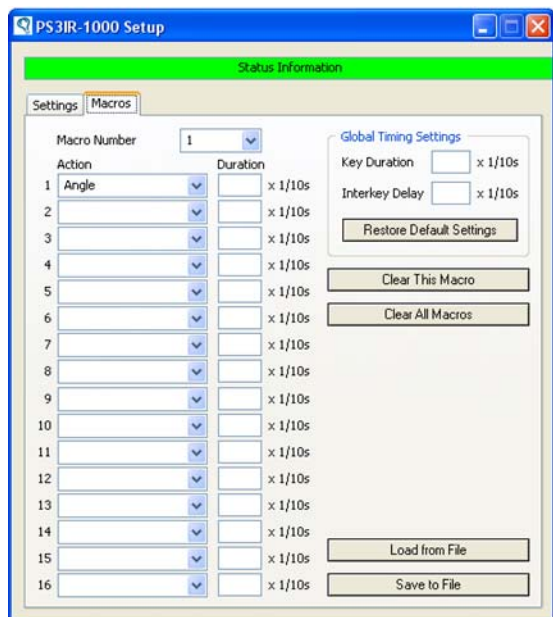 PS3IR-1000 Setup
Status Information
Settings Macros
Macro Number 1
Action Duration
1 Angle x 1/10s
2 x 1/10s
3 x 1/10s
4 x 1/10s
5 x 1/10s
6 x 1/10s
7 x 1/10s
8 x 1/10s
9 x 1/10s
10 x 1/10s
11 x 1/10s
12 x 1/10s
13 x 1/10s
14 x 1/10s
15 x 1/10s
16 x 1/10s
Global Timing Settings
Key Duration x 1/10s
Interkey Delay x 1/10s
Restore Default Settings
Clear This Macro
Clear All Macros
Load from File
Save to File